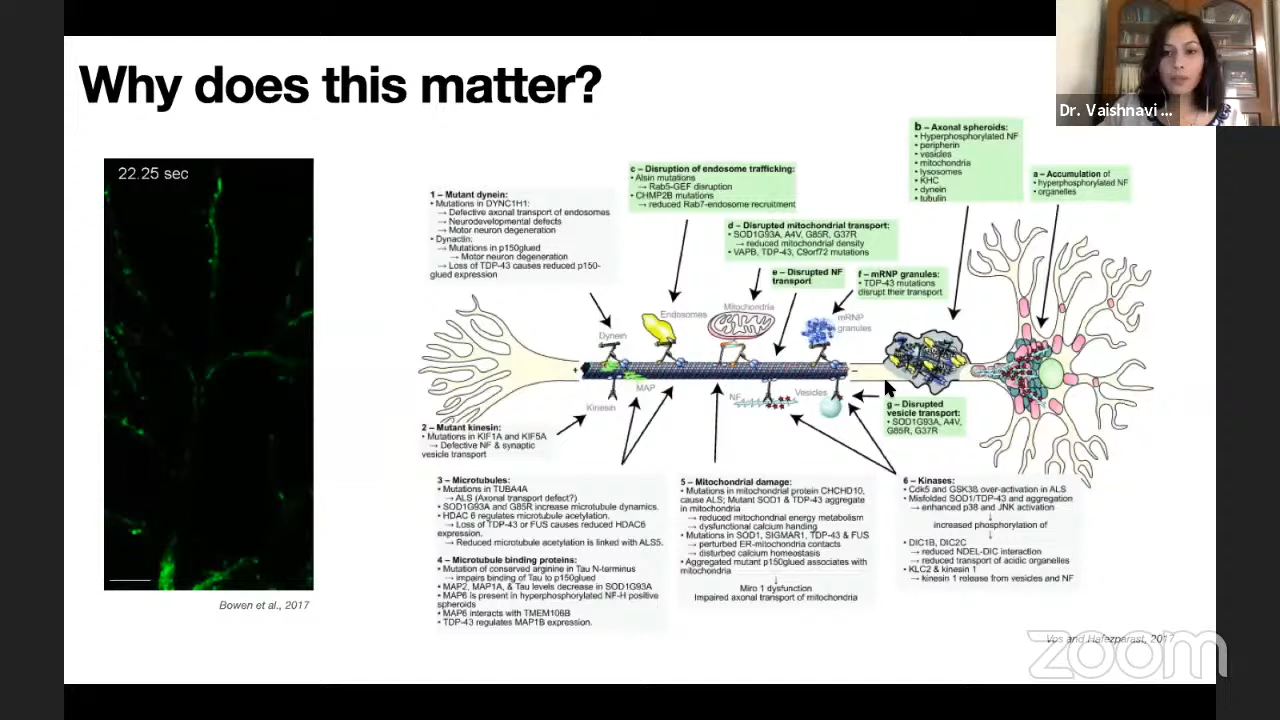 Why does this matter?
Dr. Vaishnavi ...
22.25 sec
Bowen et al., 2017
1 – Mutant dynein:
• Mutations in DYNC1H1:
→ Defective axonal transport of endosomes
→ Neurodevelopmental defects
→ Motor neuron degeneration
• Dynactin:
→ Mutations in p150glued
→ Motor neuron degeneration
→ Loss of TDP-43 causes reduced p150-
glued expression
c – Disruption of endosome trafficking:
• Alsin mutations
→ Rab5-GEF disruption
• CHMP2B mutations
→ reduced Rab7-endosome recruitment
d – Disrupted mitochondrial transport:
• SOD1G93A, A4V, G85R, G37R
→ reduced mitochondrial density
• VAPB, TDP-43, C9orf72 mutations
e – Disrupted NF
transport
f – mRNP granules:
• TDP-43 mutations
disrupt their transport
b – Axonal spheroids:
• Hyperphosphorylated NF
• peripherin
• vesicles
• mitochondria
• lysosomes
• KHC
• dynein
• tubulin
a – Accumulation of
• hyperphosphorylated NF
• organelles
Dynein
Endosomes
Mitochondria
mRNP
granules
+
–
MAP
Kinesin
NF
Vesicles
g – Disrupted
vesicle transport:
• SOD1G93A, A4V,
G85R, G37R
2 – Mutant kinesin:
• Mutations in KIF1A and KIF5A
→ Defective NF & synaptic
vesicle transport
3 – Microtubules:
• Mutations in TUBA4A
→ ALS (Axonal transport defect?)
• SOD1G93A and G85R increase microtubule dynamics.
• HDAC 6 regulates microtubule acetylation.
→ Loss of TDP-43 or FUS causes reduced HDAC6
expression.
→ Reduced microtubule acetylation is linked with ALS5.
4 – Microtubule binding proteins:
• Mutation of conserved arginine in Tau N-terminus
→ impairs binding of Tau to p150glued
• MAP2, MAP1A, & Tau levels decrease in SOD1G93A
• MAP6 is present in hyperphosphorylated NF-H positive
spheroids
• MAP6 interacts with TMEM106B
• TDP-43 regulates MAP1B expression.
5 – Mitochondrial damage:
• Mutations in mitochondrial protein CHCHD10,
cause ALS; Mutant SOD1 & TDP-43 aggregate
in mitochondria
→ reduced mitochondrial energy metabolism
→ dysfunctional calcium handing
• Mutations in SOD1, SIGMAR1, TDP-43 & FUS
→ perturbed ER-mitochondria contacts
→ disturbed calcium homeostasis
• Aggregated mutant p150glued associates with
mitochondria
↓
Miro 1 dysfunction
Impaired axonal transport of mitochondria
6 – Kinases:
• Cdk5 and GSK3ß over-activation in ALS
• Misfolded SOD1/TDP-43 and aggregation
→ enhanced p38 and JNK activation
↓
increased phosphorylation of
↓
• DIC1B, DIC2C
→ reduced NDEL-DIC interaction
→ reduced transport of acidic organelles
• KLC2 & kinesin 1
→ kinesin 1 release from vesicles and NF
Vos and Hafezparast, 2017
zoom